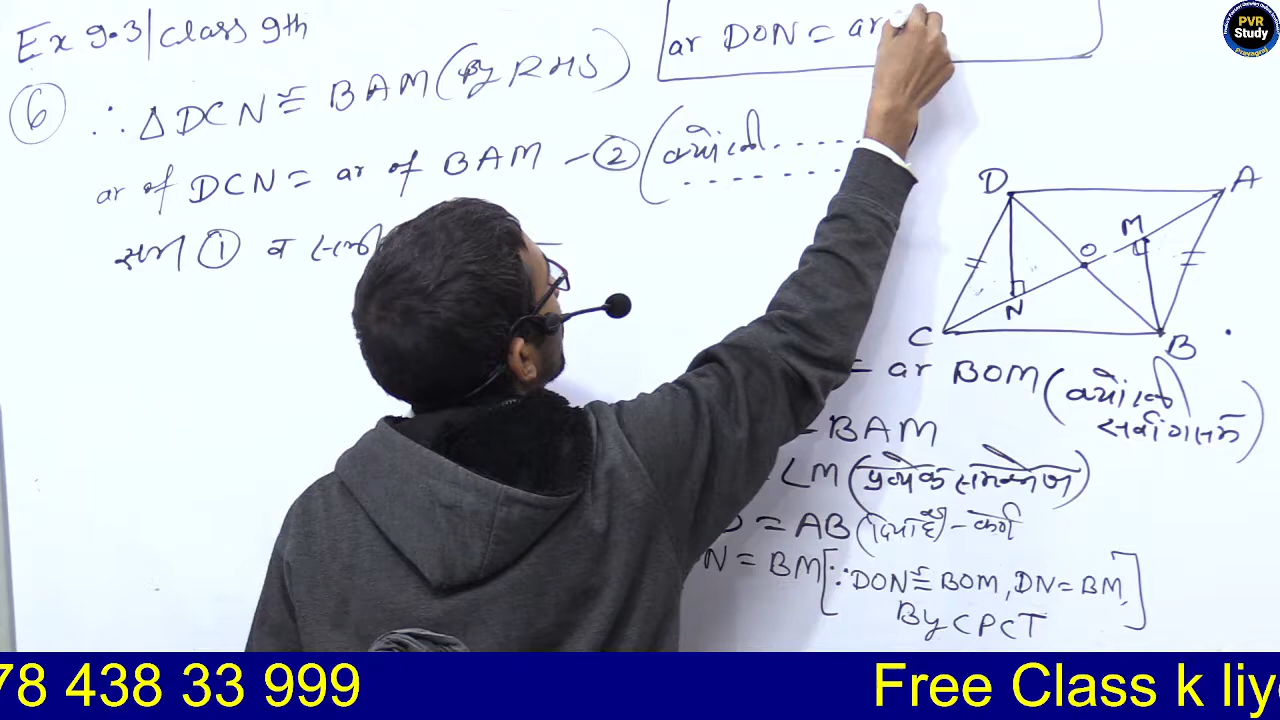 Ex 9.3/class 9th
ar DON = ar
6
∴ Δ DCN ≅ BAM (By RHS)
ar of DCN = ar of BAM - ② (क्योंकि .....
........
समी ① व समी
D
A
M
O
N
C
B
= ar BOM (क्योंकि
सर्वांगसम)
= BAM
∠M (प्रत्येक समकोण)
= AB (दिया है) - कर्ण
N = BM [∵ DON ≅ BOM, DN = BM,
By CPCT]
PVR
Study
Prayagraj
78 438 33 999
Free Class k liy